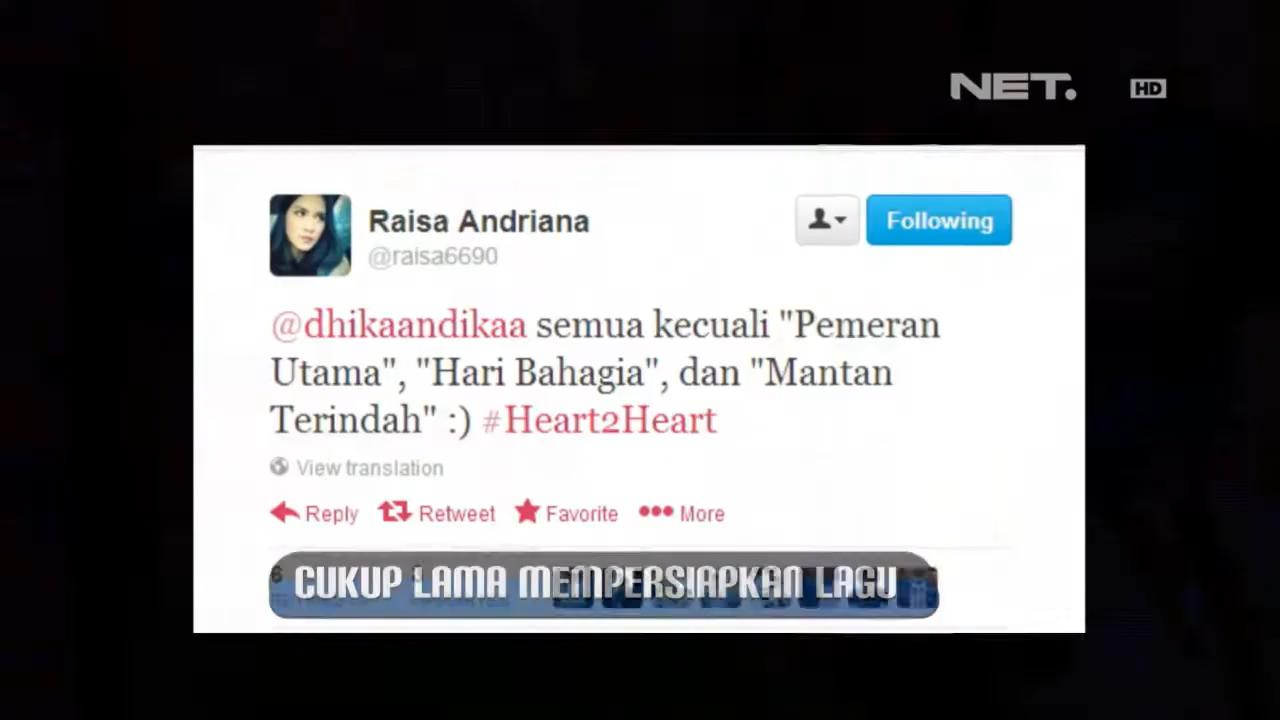 NET.
HD
Raisa Andriana
Following
@raisa6690
@dhikaandikaa semua kecuali "Pemeran
Utama", "Hari Bahagia", dan "Mantan
Terindah" :) #Heart2Heart
View translation
Reply Retweet Favorite More
CUKUP LAMA MEMPERSIAPKAN LAGU